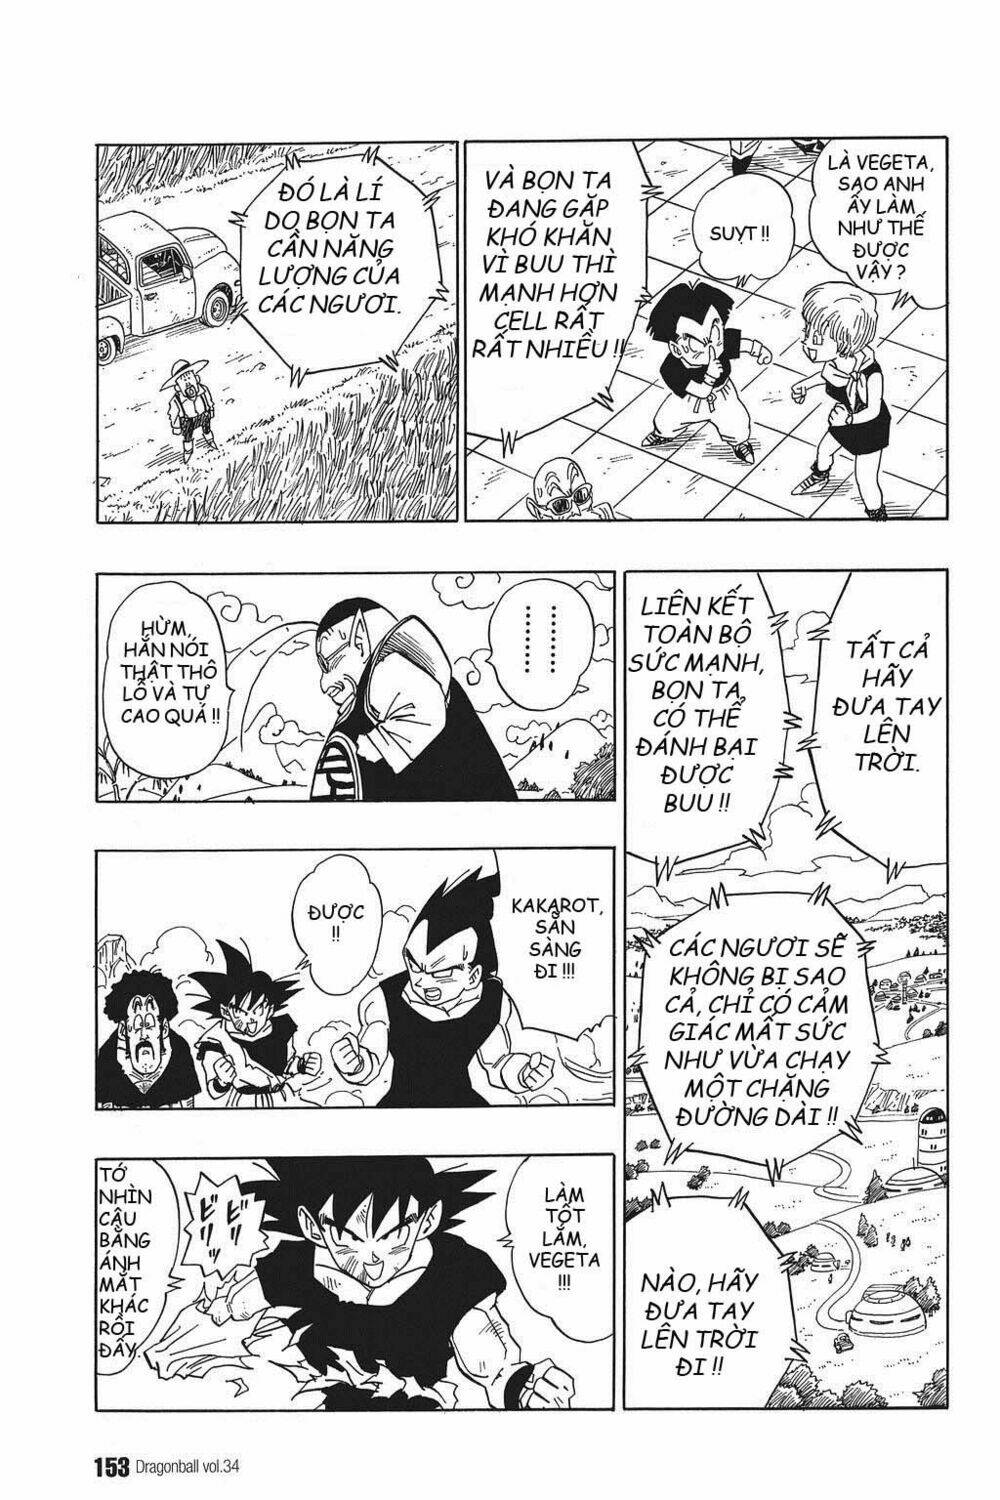 LÀ VEGETA,
SAO ANH
ẤY LÀM
NHƯ THẾ
ĐƯỢC
VẬY ?
SUỴT !!
VÀ BỌN TA
ĐANG GẶP
KHÓ KHĂN
VÌ BUU THÌ
MẠNH HƠN
CELL RẤT
RẤT NHIỀU !!
ĐÓ LÀ LÍ
DO BỌN TA
CẦN NĂNG
LƯỢNG CỦA
CÁC NGƯƠI.
TẤT CẢ
HÃY
ĐƯA TAY
LÊN
TRỜI.
LIÊN KẾT
TOÀN BỘ
SỨC MẠNH,
BỌN TA
CÓ THỂ
ĐÁNH BẠI
ĐƯỢC
BUU !!
CÁC NGƯƠI SẼ
KHÔNG BỊ SAO
CẢ, CHỈ CÓ CẢM
GIÁC MẤT SỨC
NHƯ VỪA CHẠY
MỘT CHẶNG
ĐƯỜNG DÀI !!
NÀO, HÃY
ĐƯA TAY
LÊN TRỜI
ĐI !!
HỪM,
HẮN NÓI
THẬT THÔ
LỖ VÀ TỰ
CAO QUÁ !!
KAKAROT,
SẴN
SÀNG
ĐI !!!
ĐƯỢC
!!
LÀM
TỐT
LẮM,
VEGETA
!!!
ビビビッ
TỚ
NHÌN
CẬU
BẰNG
ÁNH
MẮT
KHÁC
RỒI
ĐẤY.
153 Dragonball vol.34